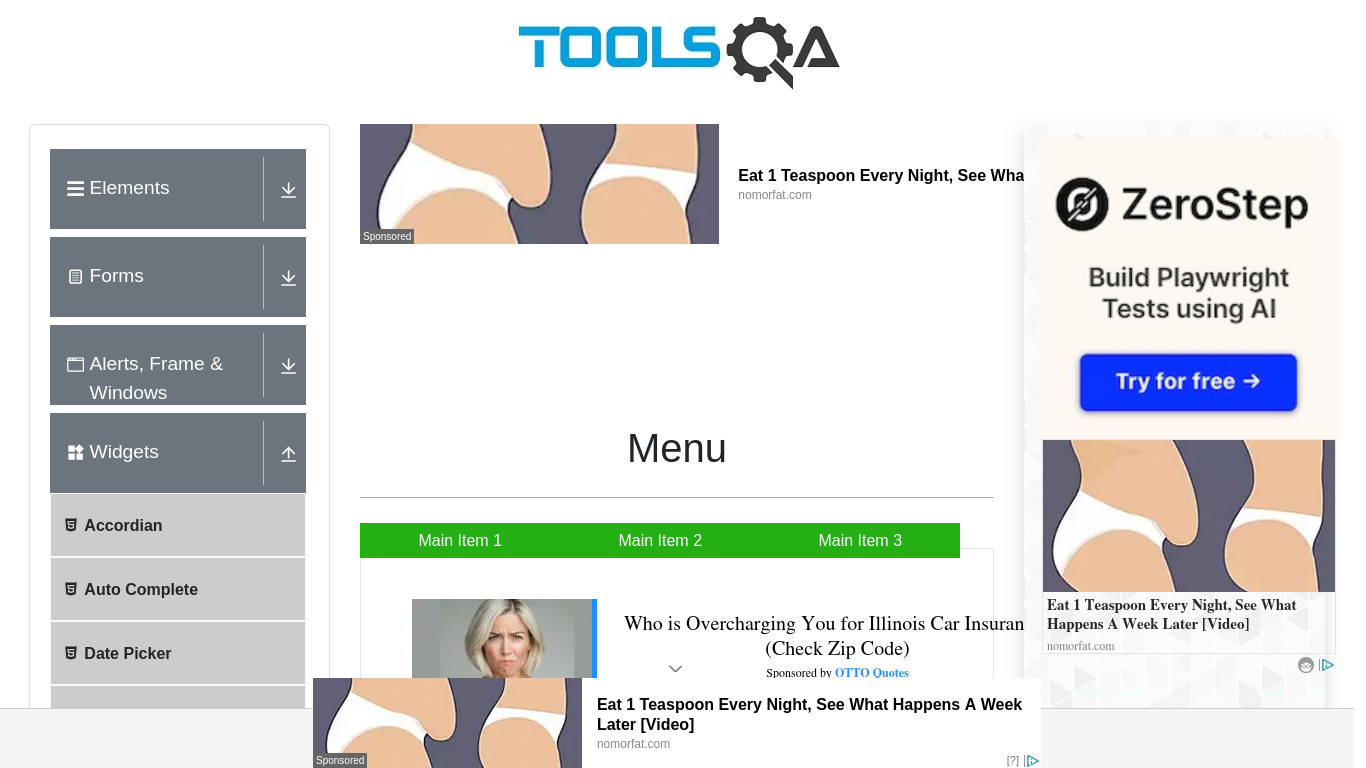 TOOLSQA
Elements
Forms
Alerts, Frame &
Windows
Widgets
Accordian
Auto Complete
Date Picker
Sponsored
Eat 1 Teaspoon Every Night, See Wha
nomorfat.com
Menu
Main Item 1
Main Item 2
Main Item 3
Who is Overcharging You for Illinois Car Insuran
(Check Zip Code)
Sponsored by OTTO Quotes
Sponsored
Eat 1 Teaspoon Every Night, See What Happens A Week
Later [Video]
nomorfat.com
[?]
ZeroStep
Build Playwright
Tests using AI
Try for free →
Eat 1 Teaspoon Every Night, See What
Happens A Week Later [Video]
nomorfat.com